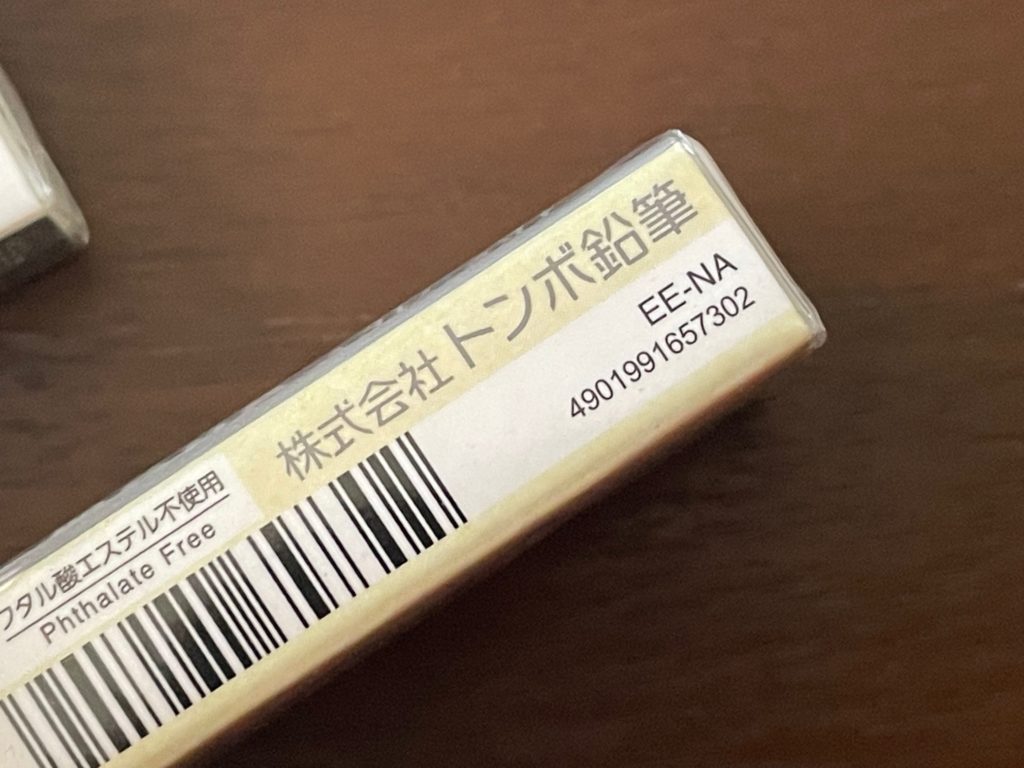 株式会社トンボ鉛筆
EE-NA
4901991657302
フタル酸エステル不使用
Phthalate Free